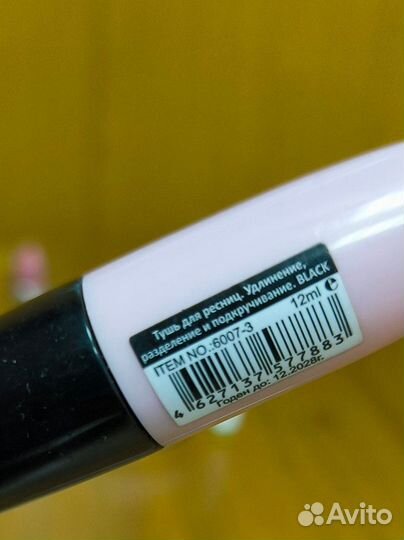 Тушь для ресниц. Удлинение,
разделение и подкручивание. BLACK
ITEM NO.:6007-3 12ml
4 627137 577883
Годен до: 12.2028г.
Avito